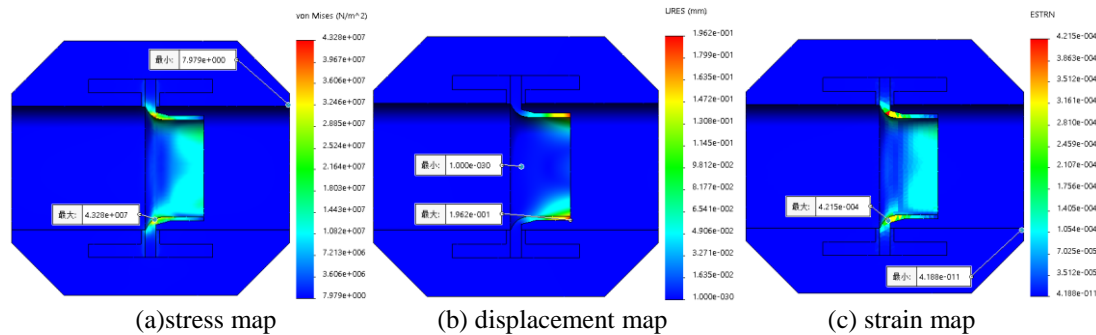 von Mises (N/m^2)
4.328e+007
3.967e+007
3.607e+007
3.246e+007
2.885e+007
2.524e+007
2.164e+007
1.803e+007
1.443e+007
1.082e+007
7.213e+006
3.606e+006
7.979e+000
最小: 7.979e+000
最大: 4.328e+007
(a)stress map
URES (mm)
1.962e-001
1.799e-001
1.635e-001
1.472e-001
1.308e-001
1.145e-001
9.812e-002
8.177e-002
6.541e-002
4.906e-002
3.271e-002
1.635e-002
1.000e-030
最小: 1.000e-030
最大: 1.962e-001
(b) displacement map
ESTRN
4.215e-004
3.864e-004
3.513e-004
3.161e-004
2.810e-004
2.459e-004
2.107e-004
1.756e-004
1.405e-004
1.054e-004
7.025e-005
3.512e-005
4.188e-011
最大: 4.215e-004
最小: 4.188e-011
(c) strain map